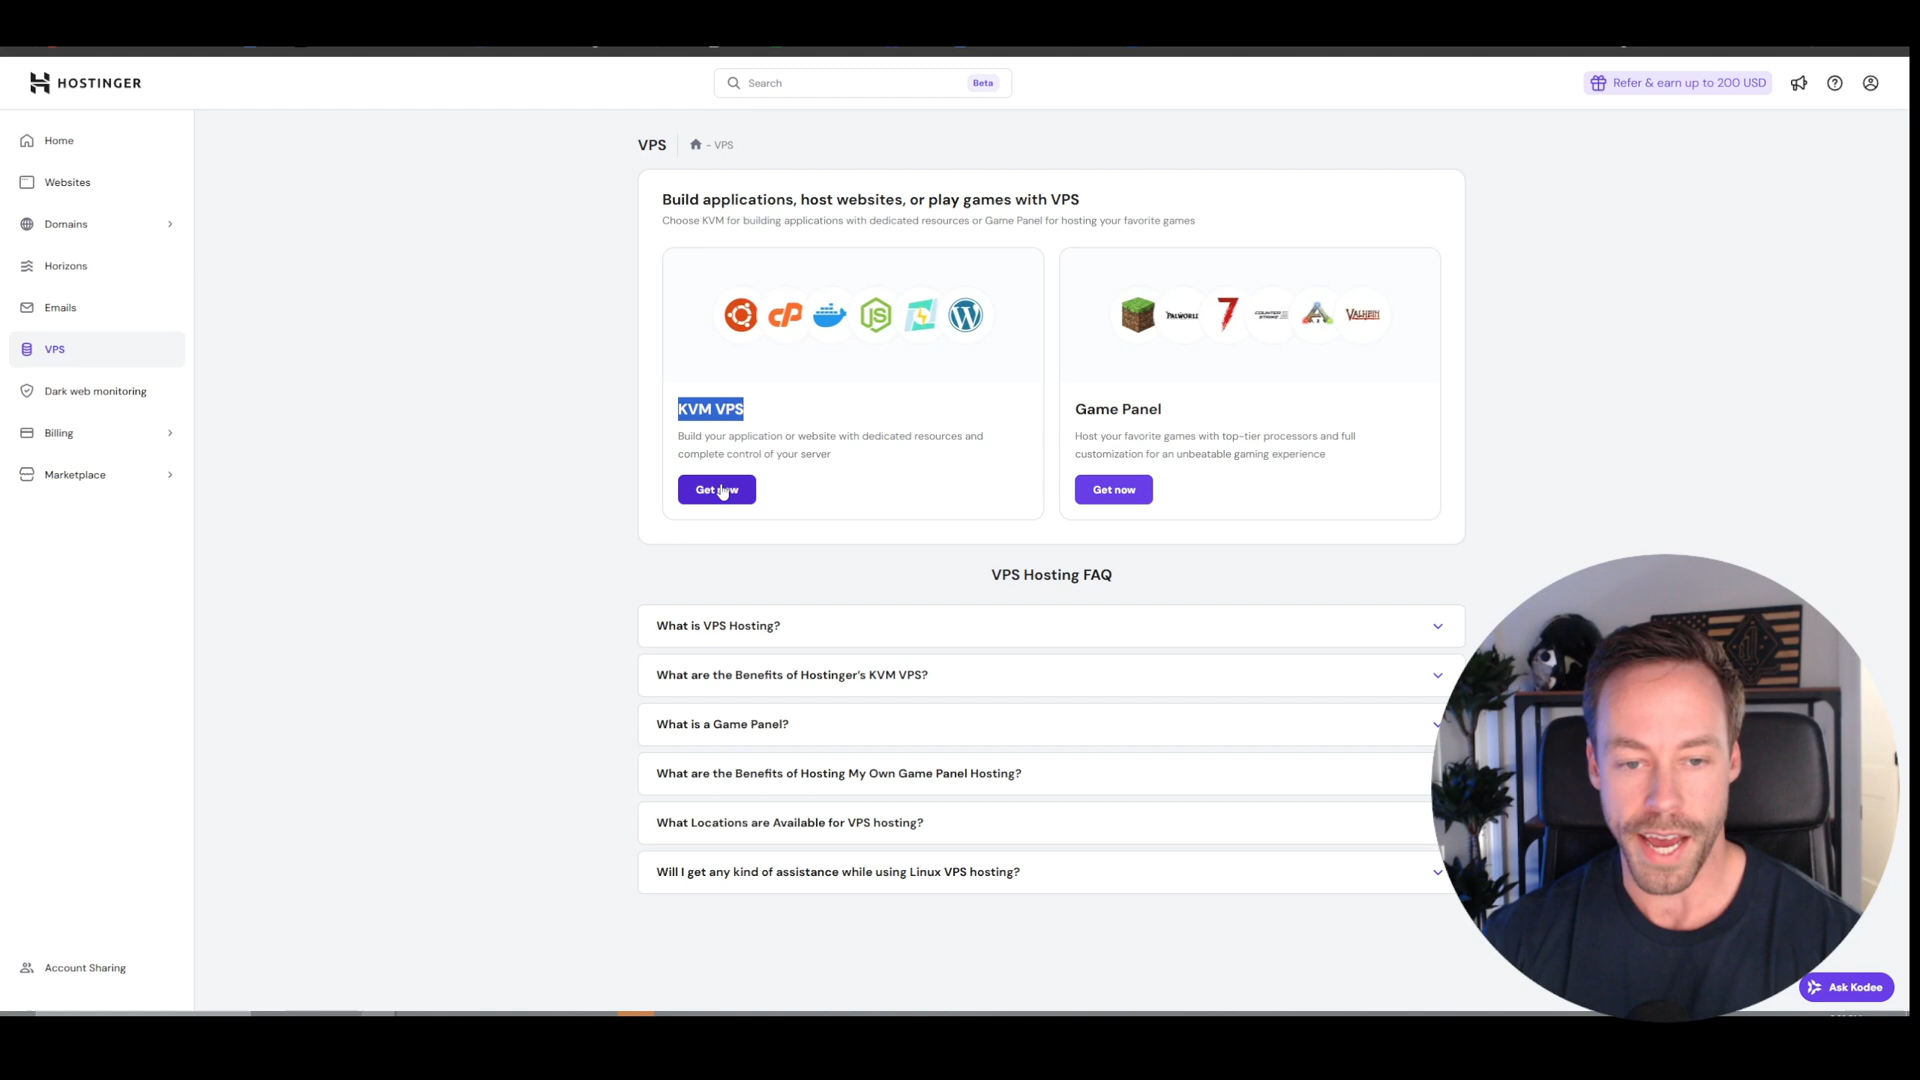 HOSTINGER
Search
Beta
Refer & earn up to 200 USD
Home
Websites
Domains
Horizons
Emails
VPS
Dark web monitoring
Billing
Marketplace
Account Sharing
VPS
- VPS
Build applications, host websites, or play games with VPS
Choose KVM for building applications with dedicated resources or Game Panel for hosting your favorite games
cP
JS
PALWORLD
7
COUNTER STRIKE
VALHEIM
KVM VPS
Build your application or website with dedicated resources and
complete control of your server
Get now
Game Panel
Host your favorite games with top-tier processors and full
customization for an unbeatable gaming experience
Get now
VPS Hosting FAQ
What is VPS Hosting?
What are the Benefits of Hostinger's KVM VPS?
What is a Game Panel?
What are the Benefits of Hosting My Own Game Panel Hosting?
What Locations are Available for VPS hosting?
Will I get any kind of assistance while using Linux VPS hosting?
Ask Kodee